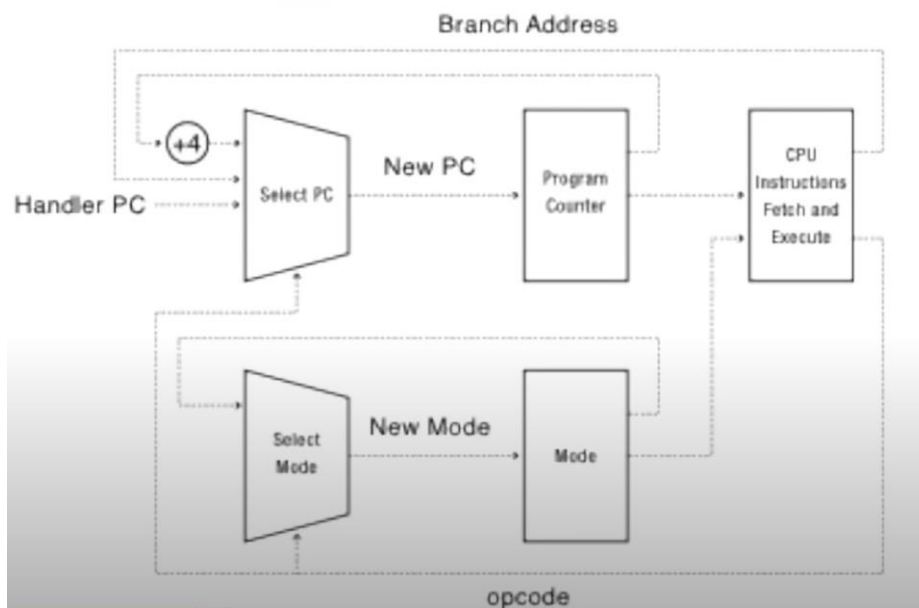 Branch Address
+4
Handler PC
Select PC
New PC
Program
Counter
CPU
Instructions
Fetch and
Execute
Select
Mode
New Mode
Mode
opcode